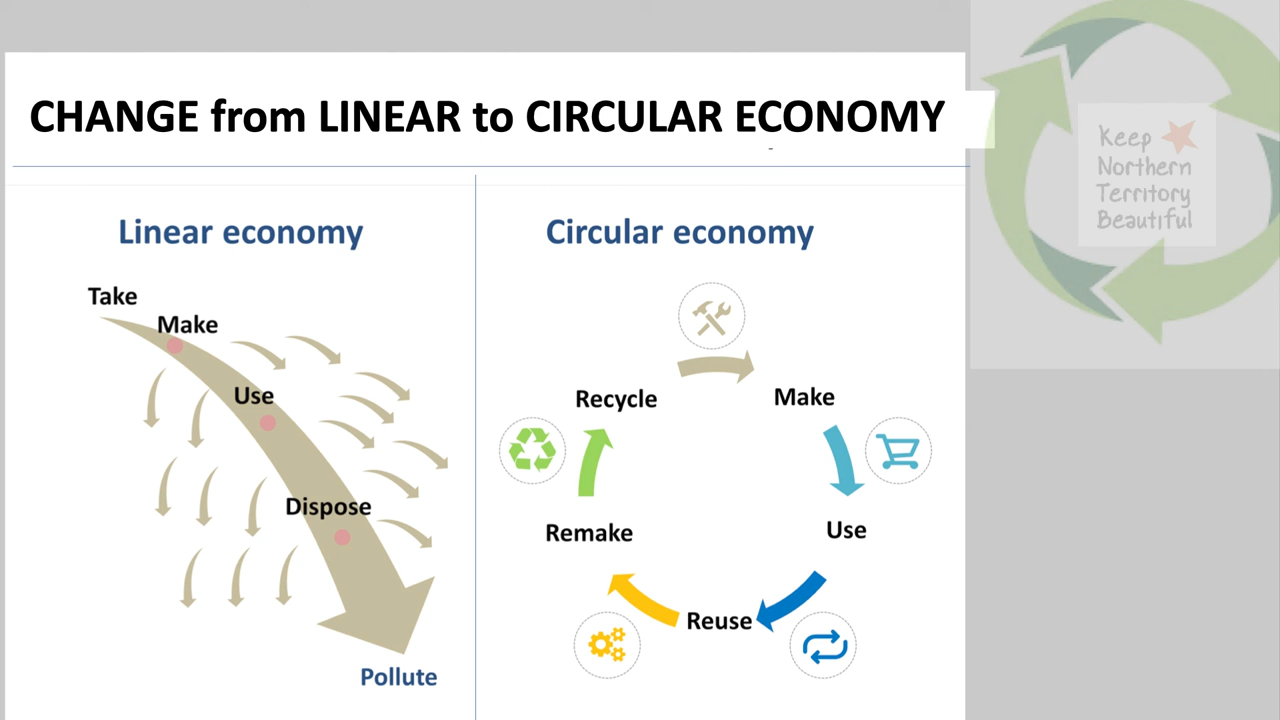 CHANGE from LINEAR to CIRCULAR ECONOMY
Keep
Northern
Territory
Beautiful
Linear economy
Take
Make
Use
Dispose
Pollute
Circular economy
Make
Use
Reuse
Remake
Recycle